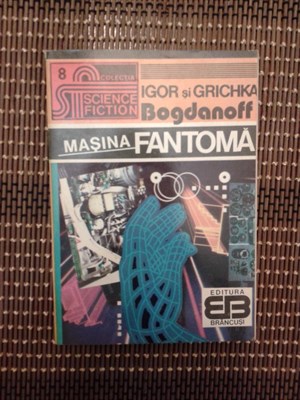 8
COLECȚIA
SCIENCE
FICTION
IGOR și GRICHKA
Bogdanoff
MAȘINA FANTOMĂ
EDITURA
EB
BRÂNCUȘI